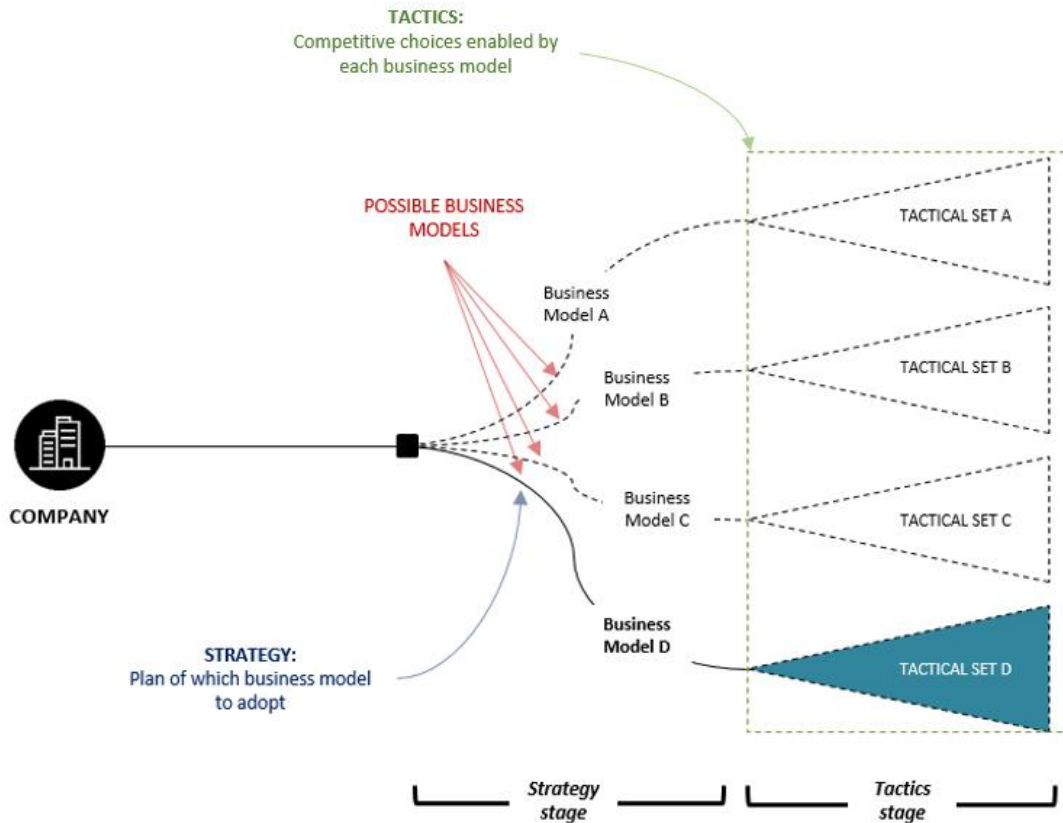 TACTICS:
Competitive choices enabled by
each business model
POSSIBLE BUSINESS
MODELS
TACTICAL SET A
Business
Model A
TACTICAL SET B
Business
Model B
COMPANY
Business
Model C
TACTICAL SET C
Business
Model D
STRATEGY:
Plan of which business model
to adopt
TACTICAL SET D
Strategy
stage
Tactics
stage